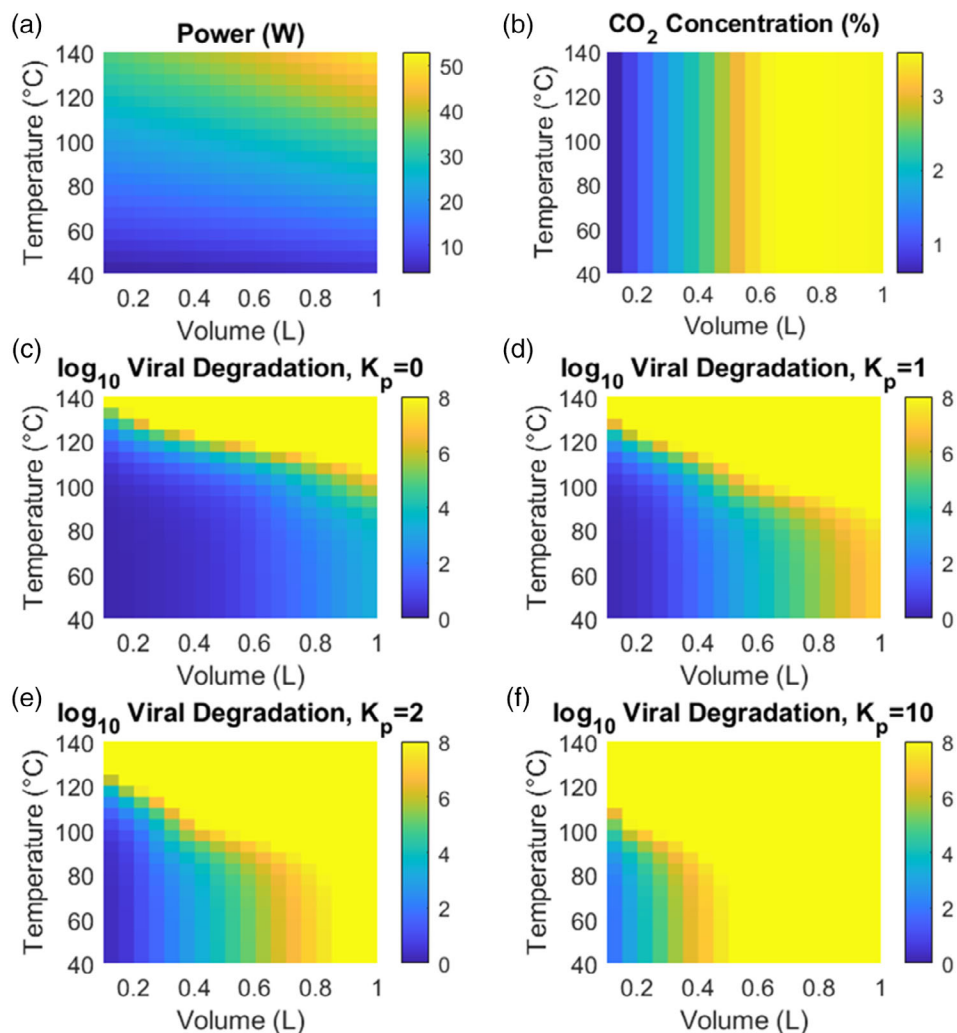 (a)
Power (W)
Temperature (°C)
140
120
100
80
60
40
0.2 0.4 0.6 0.8 1
Volume (L)
50
40
30
20
10
(b)
CO2 Concentration (%)
Temperature (°C)
140
120
100
80
60
40
0.2 0.4 0.6 0.8 1
Volume (L)
3
2
1
(c)
log10 Viral Degradation, Kp=0
Temperature (°C)
140
120
100
80
60
40
0.2 0.4 0.6 0.8 1
Volume (L)
8
6
4
2
0
(d)
log10 Viral Degradation, Kp=1
Temperature (°C)
140
120
100
80
60
40
0.2 0.4 0.6 0.8 1
Volume (L)
8
6
4
2
0
(e)
log10 Viral Degradation, Kp=2
Temperature (°C)
140
120
100
80
60
40
0.2 0.4 0.6 0.8 1
Volume (L)
8
6
4
2
0
(f)
log10 Viral Degradation, Kp=10
Temperature (°C)
140
120
100
80
60
40
0.2 0.4 0.6 0.8 1
Volume (L)
8
6
4
2
0